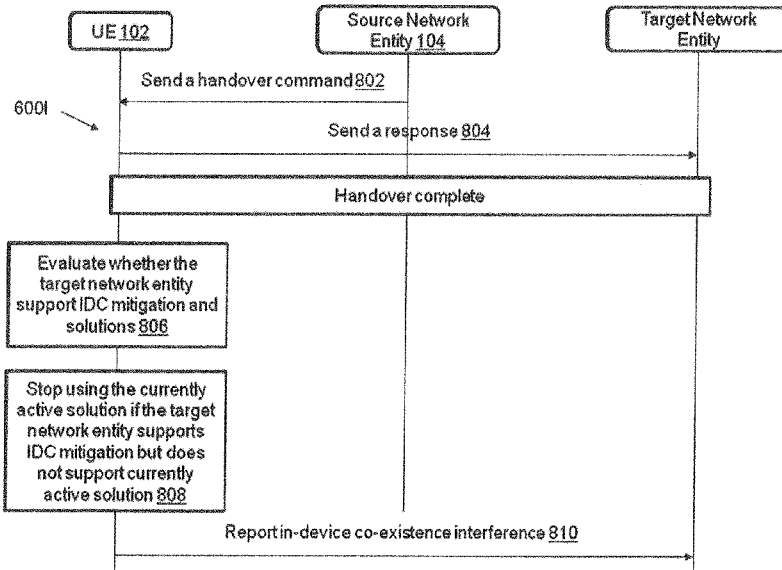 UE 102
Source Network
Entity 104
Target Network
Entity
Send a handover command 802
600I
Send a response 804
Handover complete
Evaluate whether the
target network entity
support IDC mitigation and
solutions 806
Stop using the currently
active solution if the target
network entity supports
IDC mitigation but does
not support currently
active solution 808
Report in-device co-existence interference 810